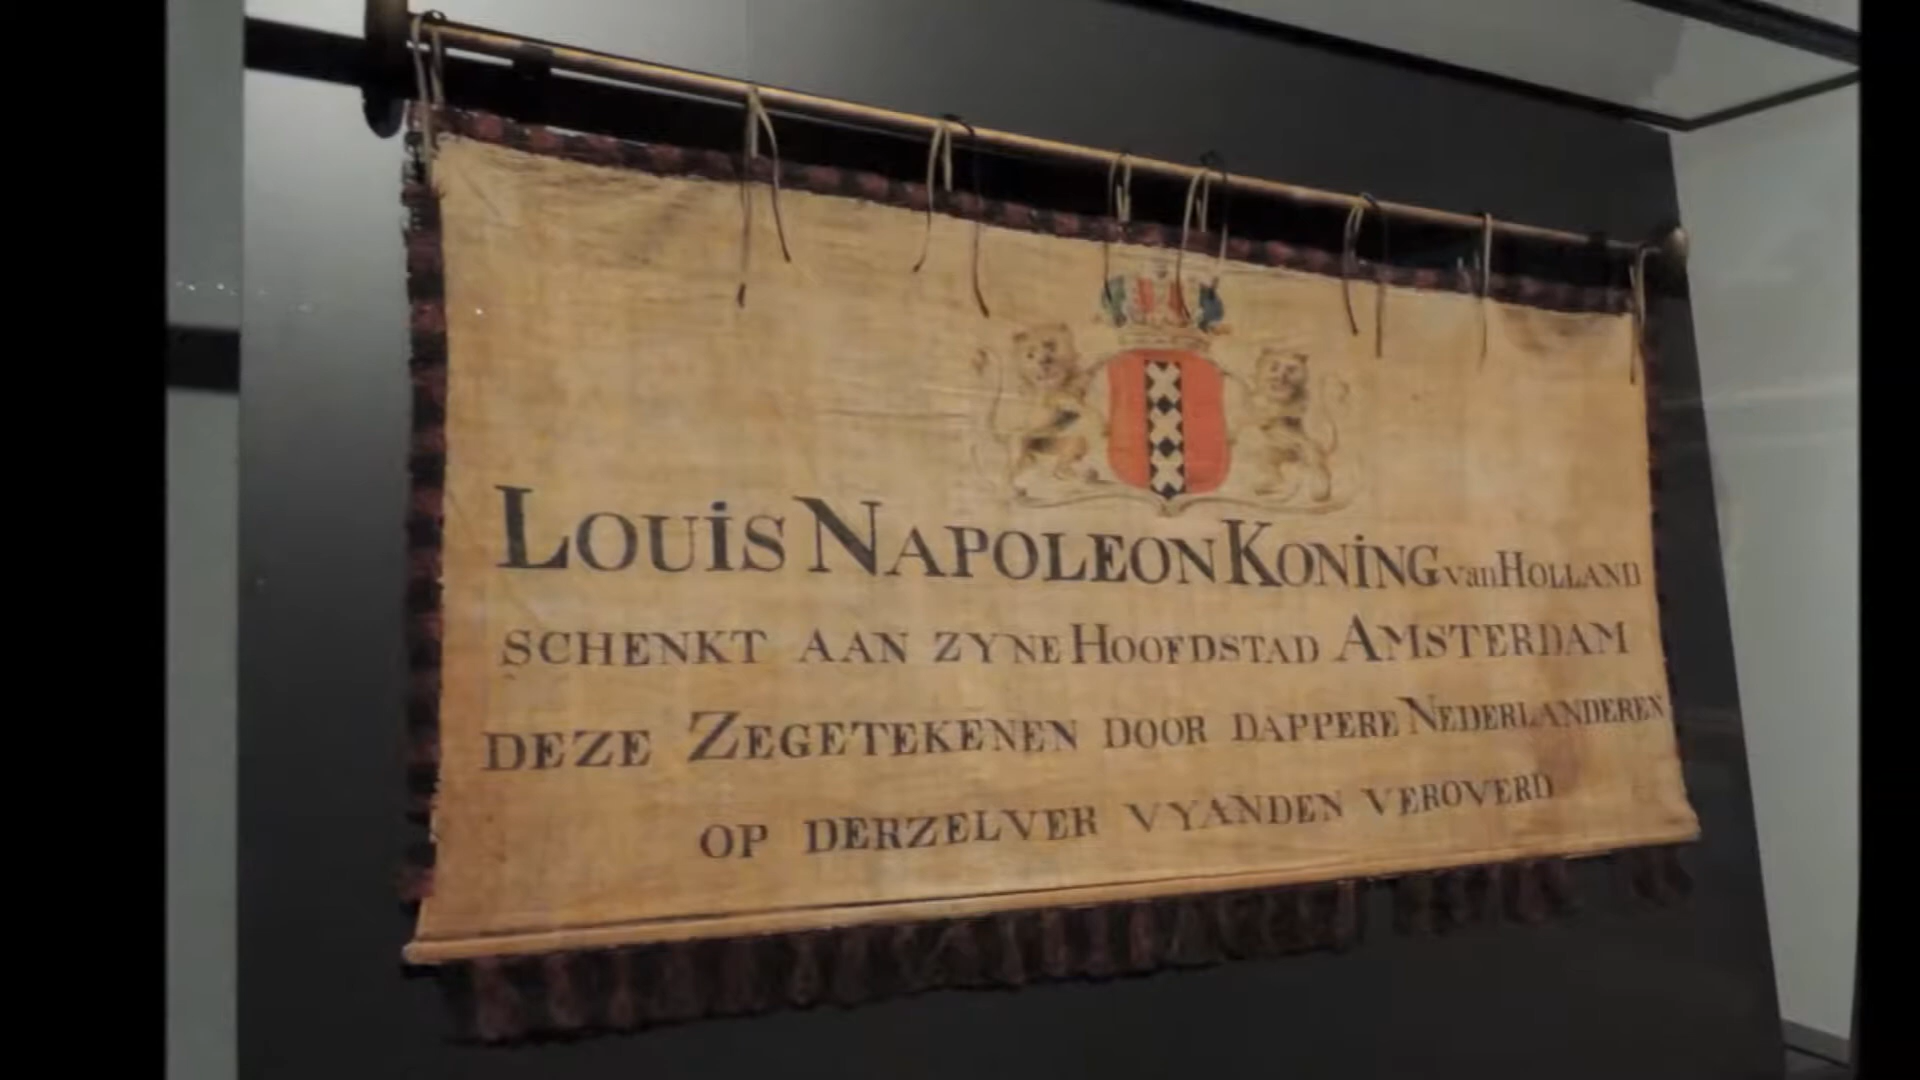 LOUiS NAPOLEON KONiNG van HOLLAND
SCHENKT AAN ZYNE HOOFDSTAD AMSTERDAM
DEZE ZEGETEKENEN DOOR DAPPERE NEDERLANDEREN
OP DERZELVER VYANDEN VEROVERD